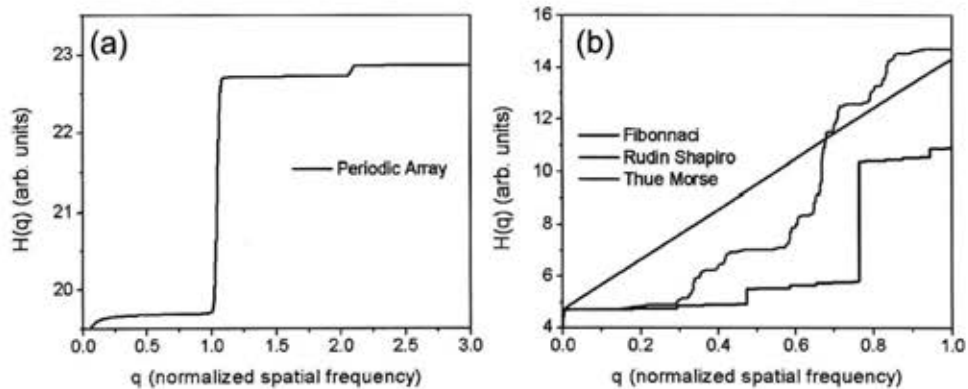 (a)
23
22
21
20
H(q) (arb. units)
Periodic Array
0.0 0.5 1.0 1.5 2.0 2.5 3.0
q (normalized spatial frequency)
(b)
16
14
12
10
8
6
4
H(q) (arb. units)
Fibonnaci
Rudin Shapiro
Thue Morse
0.0 0.2 0.4 0.6 0.8 1.0
q (normalized spatial frequency)